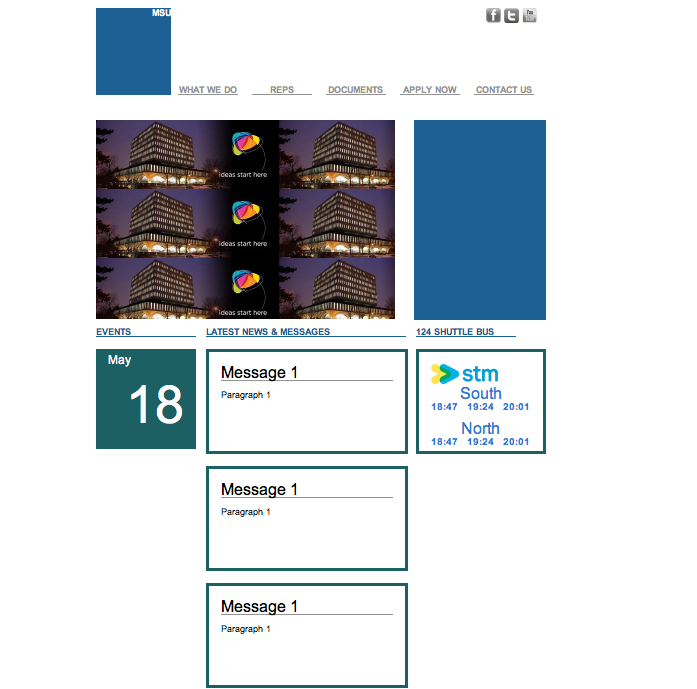 MSU
f t You Tube
WHAT WE DO REPS DOCUMENTS APPLY NOW CONTACT US
ideas start here
ideas start here
ideas start here
EVENTS
LATEST NEWS & MESSAGES
124 SHUTTLE BUS
May
18
Message 1
Paragraph 1
stm
South
18:47 19:24 20:01
North
18:47 19:24 20:01
Message 1
Paragraph 1
Message 1
Paragraph 1